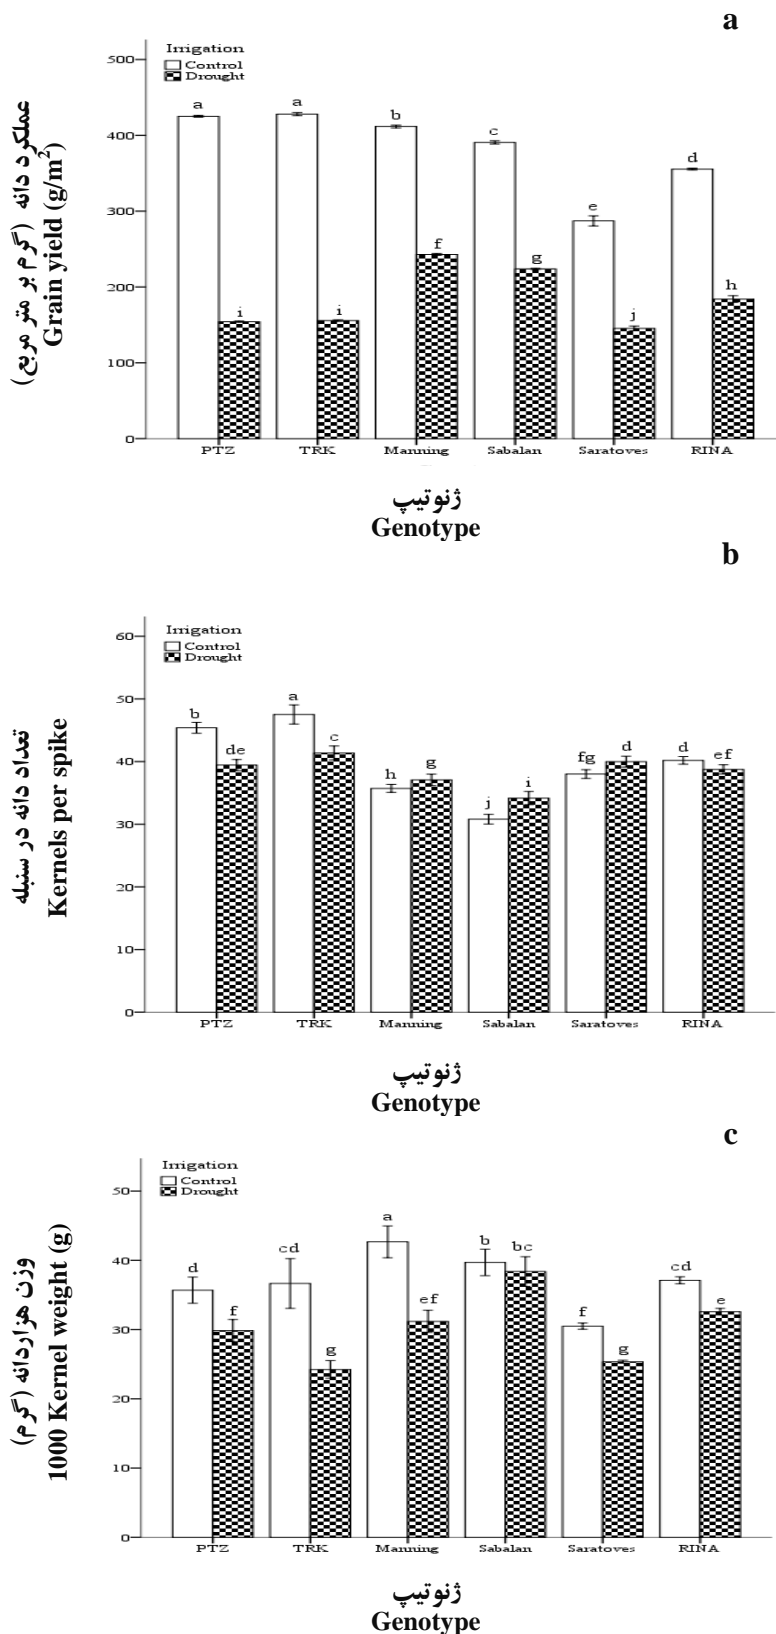 a
Irrigation
Control
Drought
500
400
300
200
100
0
عملکرد دانه (گرم بر متر مربع)
Grain yield (g/m²)
a
i
a
i
b
f
c
g
e
j
d
h
PTZ TRK Manning Sabalan Saratoves RINA
ژنوتیپ
Genotype
b
Irrigation
Control
Drought
60
50
40
30
20
10
0
تعداد دانه در سنبله
Kernels per spike
b
de
a
c
h
g
j
i
fg
d
d
ef
PTZ TRK Manning Sabalan Saratoves RINA
ژنوتیپ
Genotype
c
Irrigation
Control
Drought
50
40
30
20
10
0
وزن هزاردانه (گرم)
1000 Kernel weight (g)
d
f
cd
g
a
ef
b
bc
f
g
cd
e
PTZ TRK Manning Sabalan Saratoves RINA
ژنوتیپ
Genotype